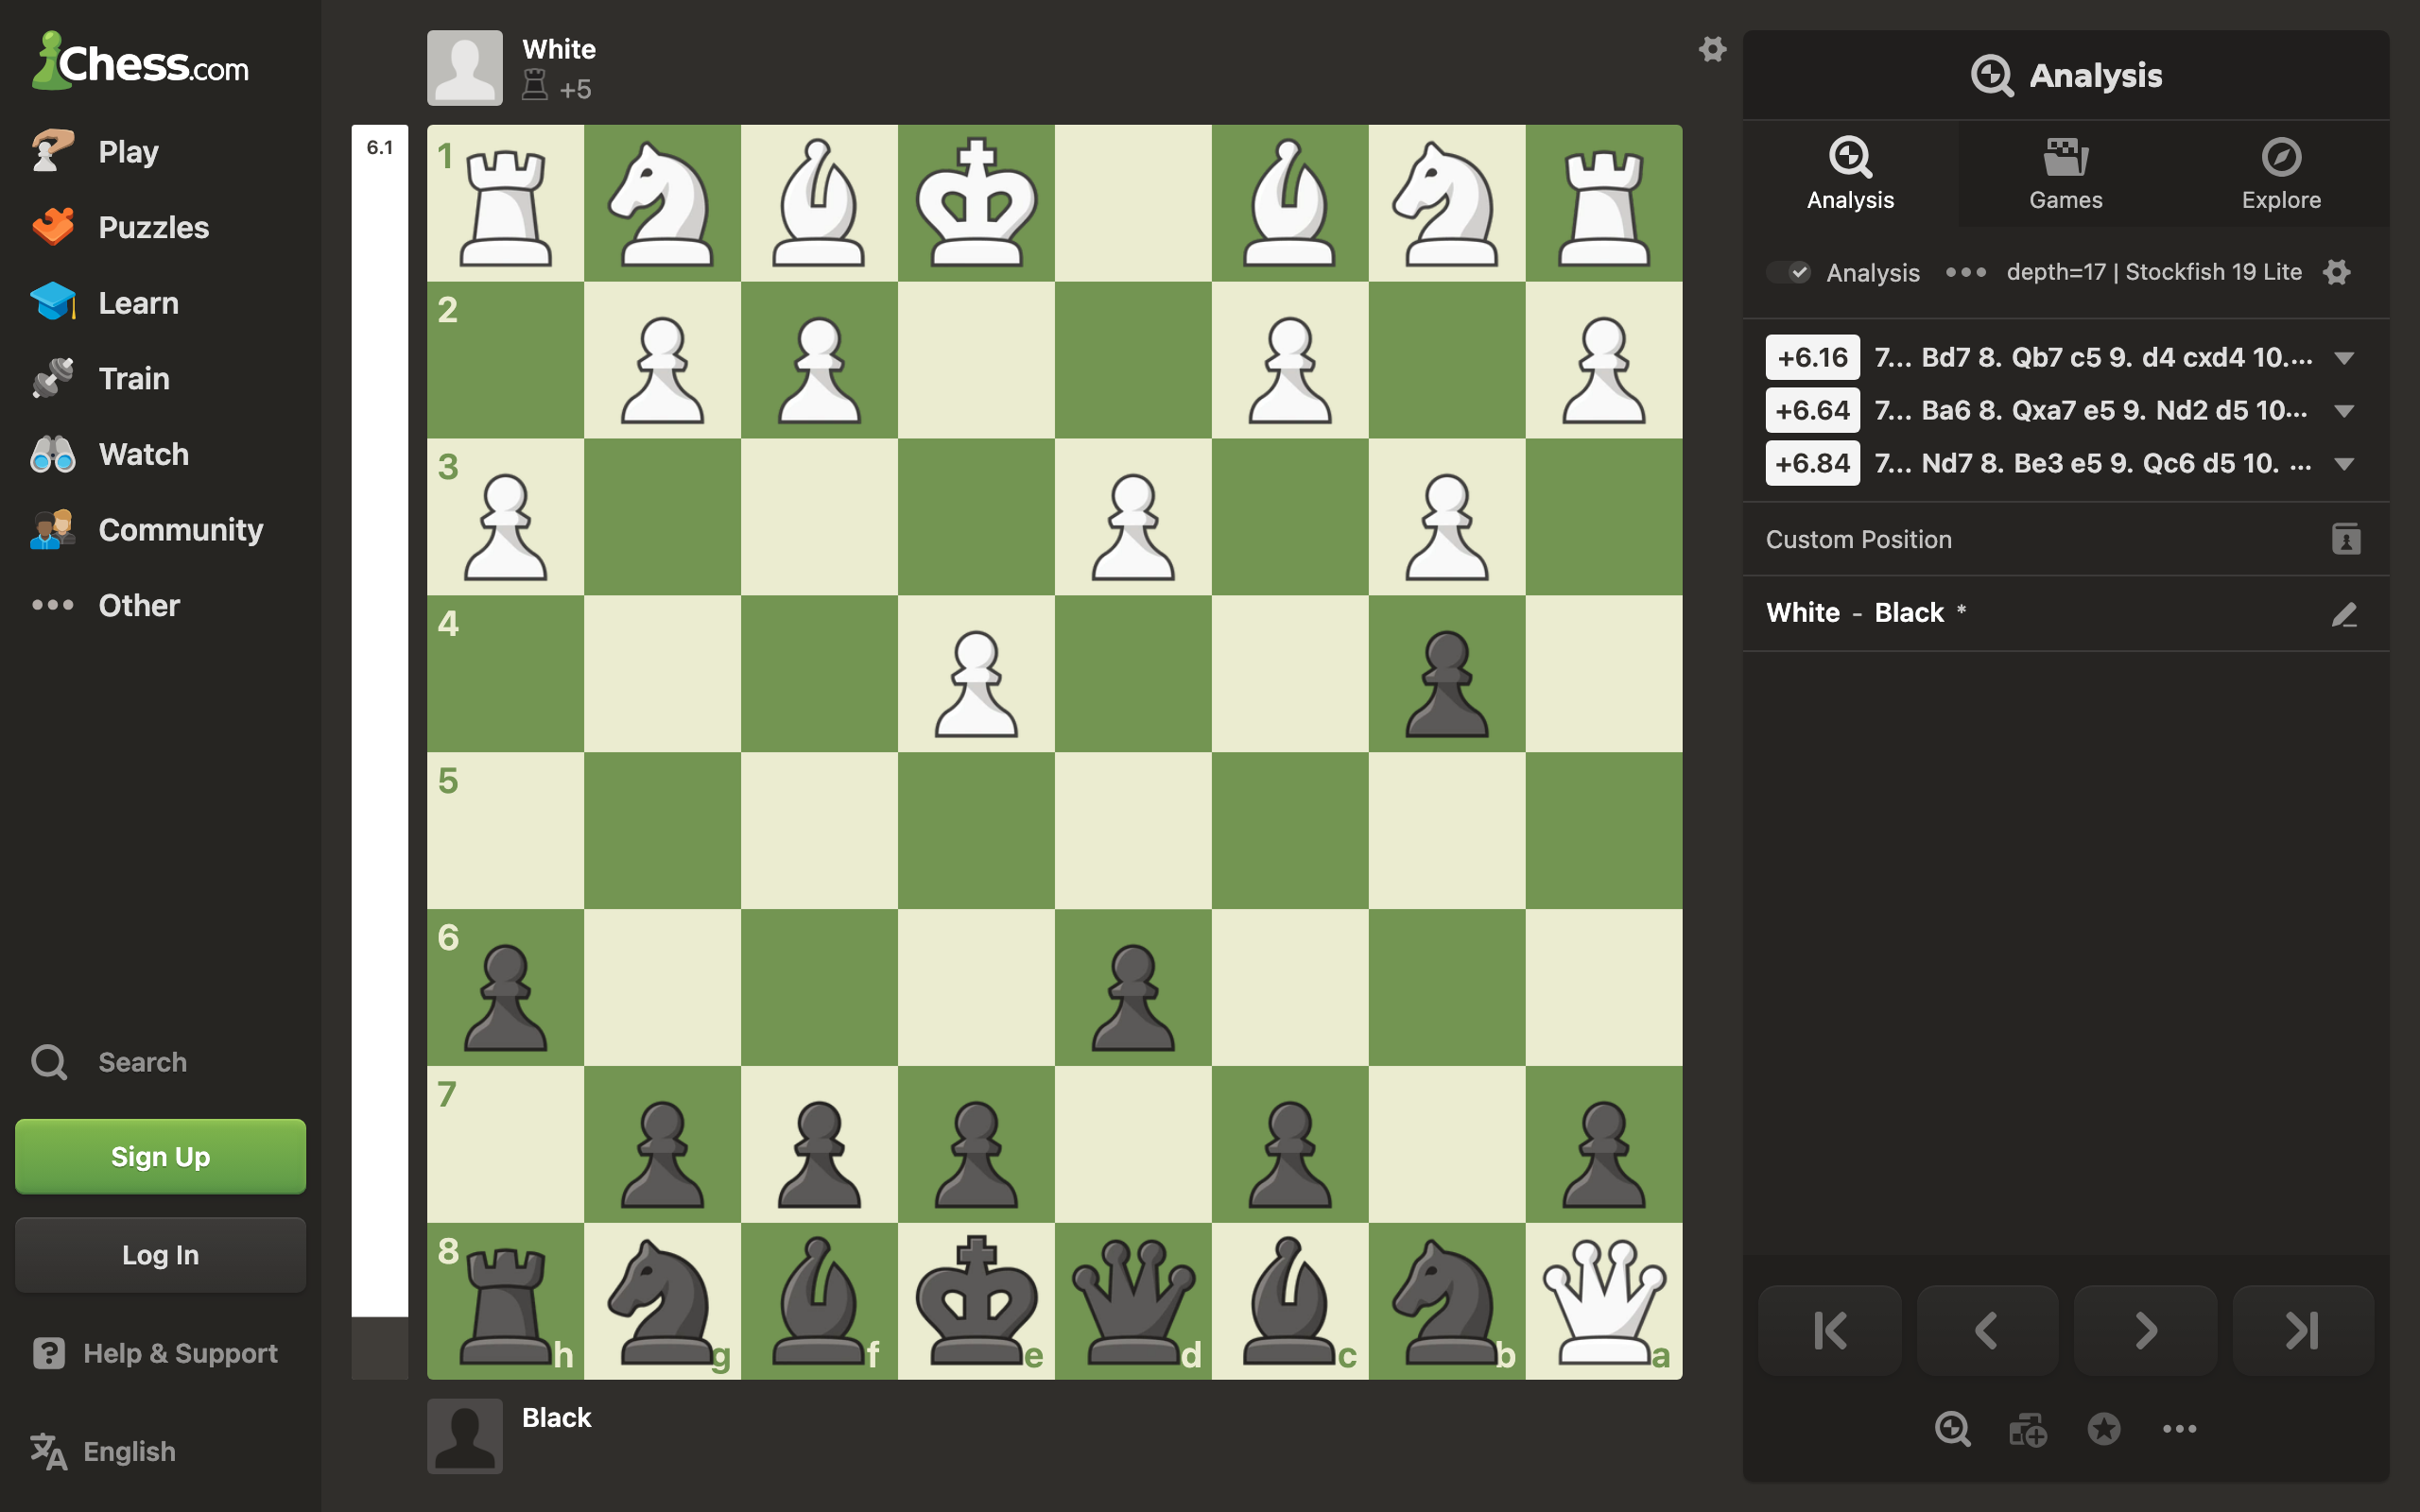 Chess.com
Play
Puzzles
Learn
Train
Watch
Community
Other
Search
Sign Up
Log In
Help & Support
English
White
+5
6.1
1
2
3
4
5
6
7
8
h g f e d c b a
Black
Analysis
Analysis Games Explore
Analysis depth=17 | Stockfish 19 Lite
+6.16 7... Bd7 8. Qb7 c5 9. d4 cxd4 10....
+6.64 7... Ba6 8. Qxa7 e5 9. Nd2 d5 10...
+6.84 7... Nd7 8. Be3 e5 9. Qc6 d5 10. ...
Custom Position
White - Black *